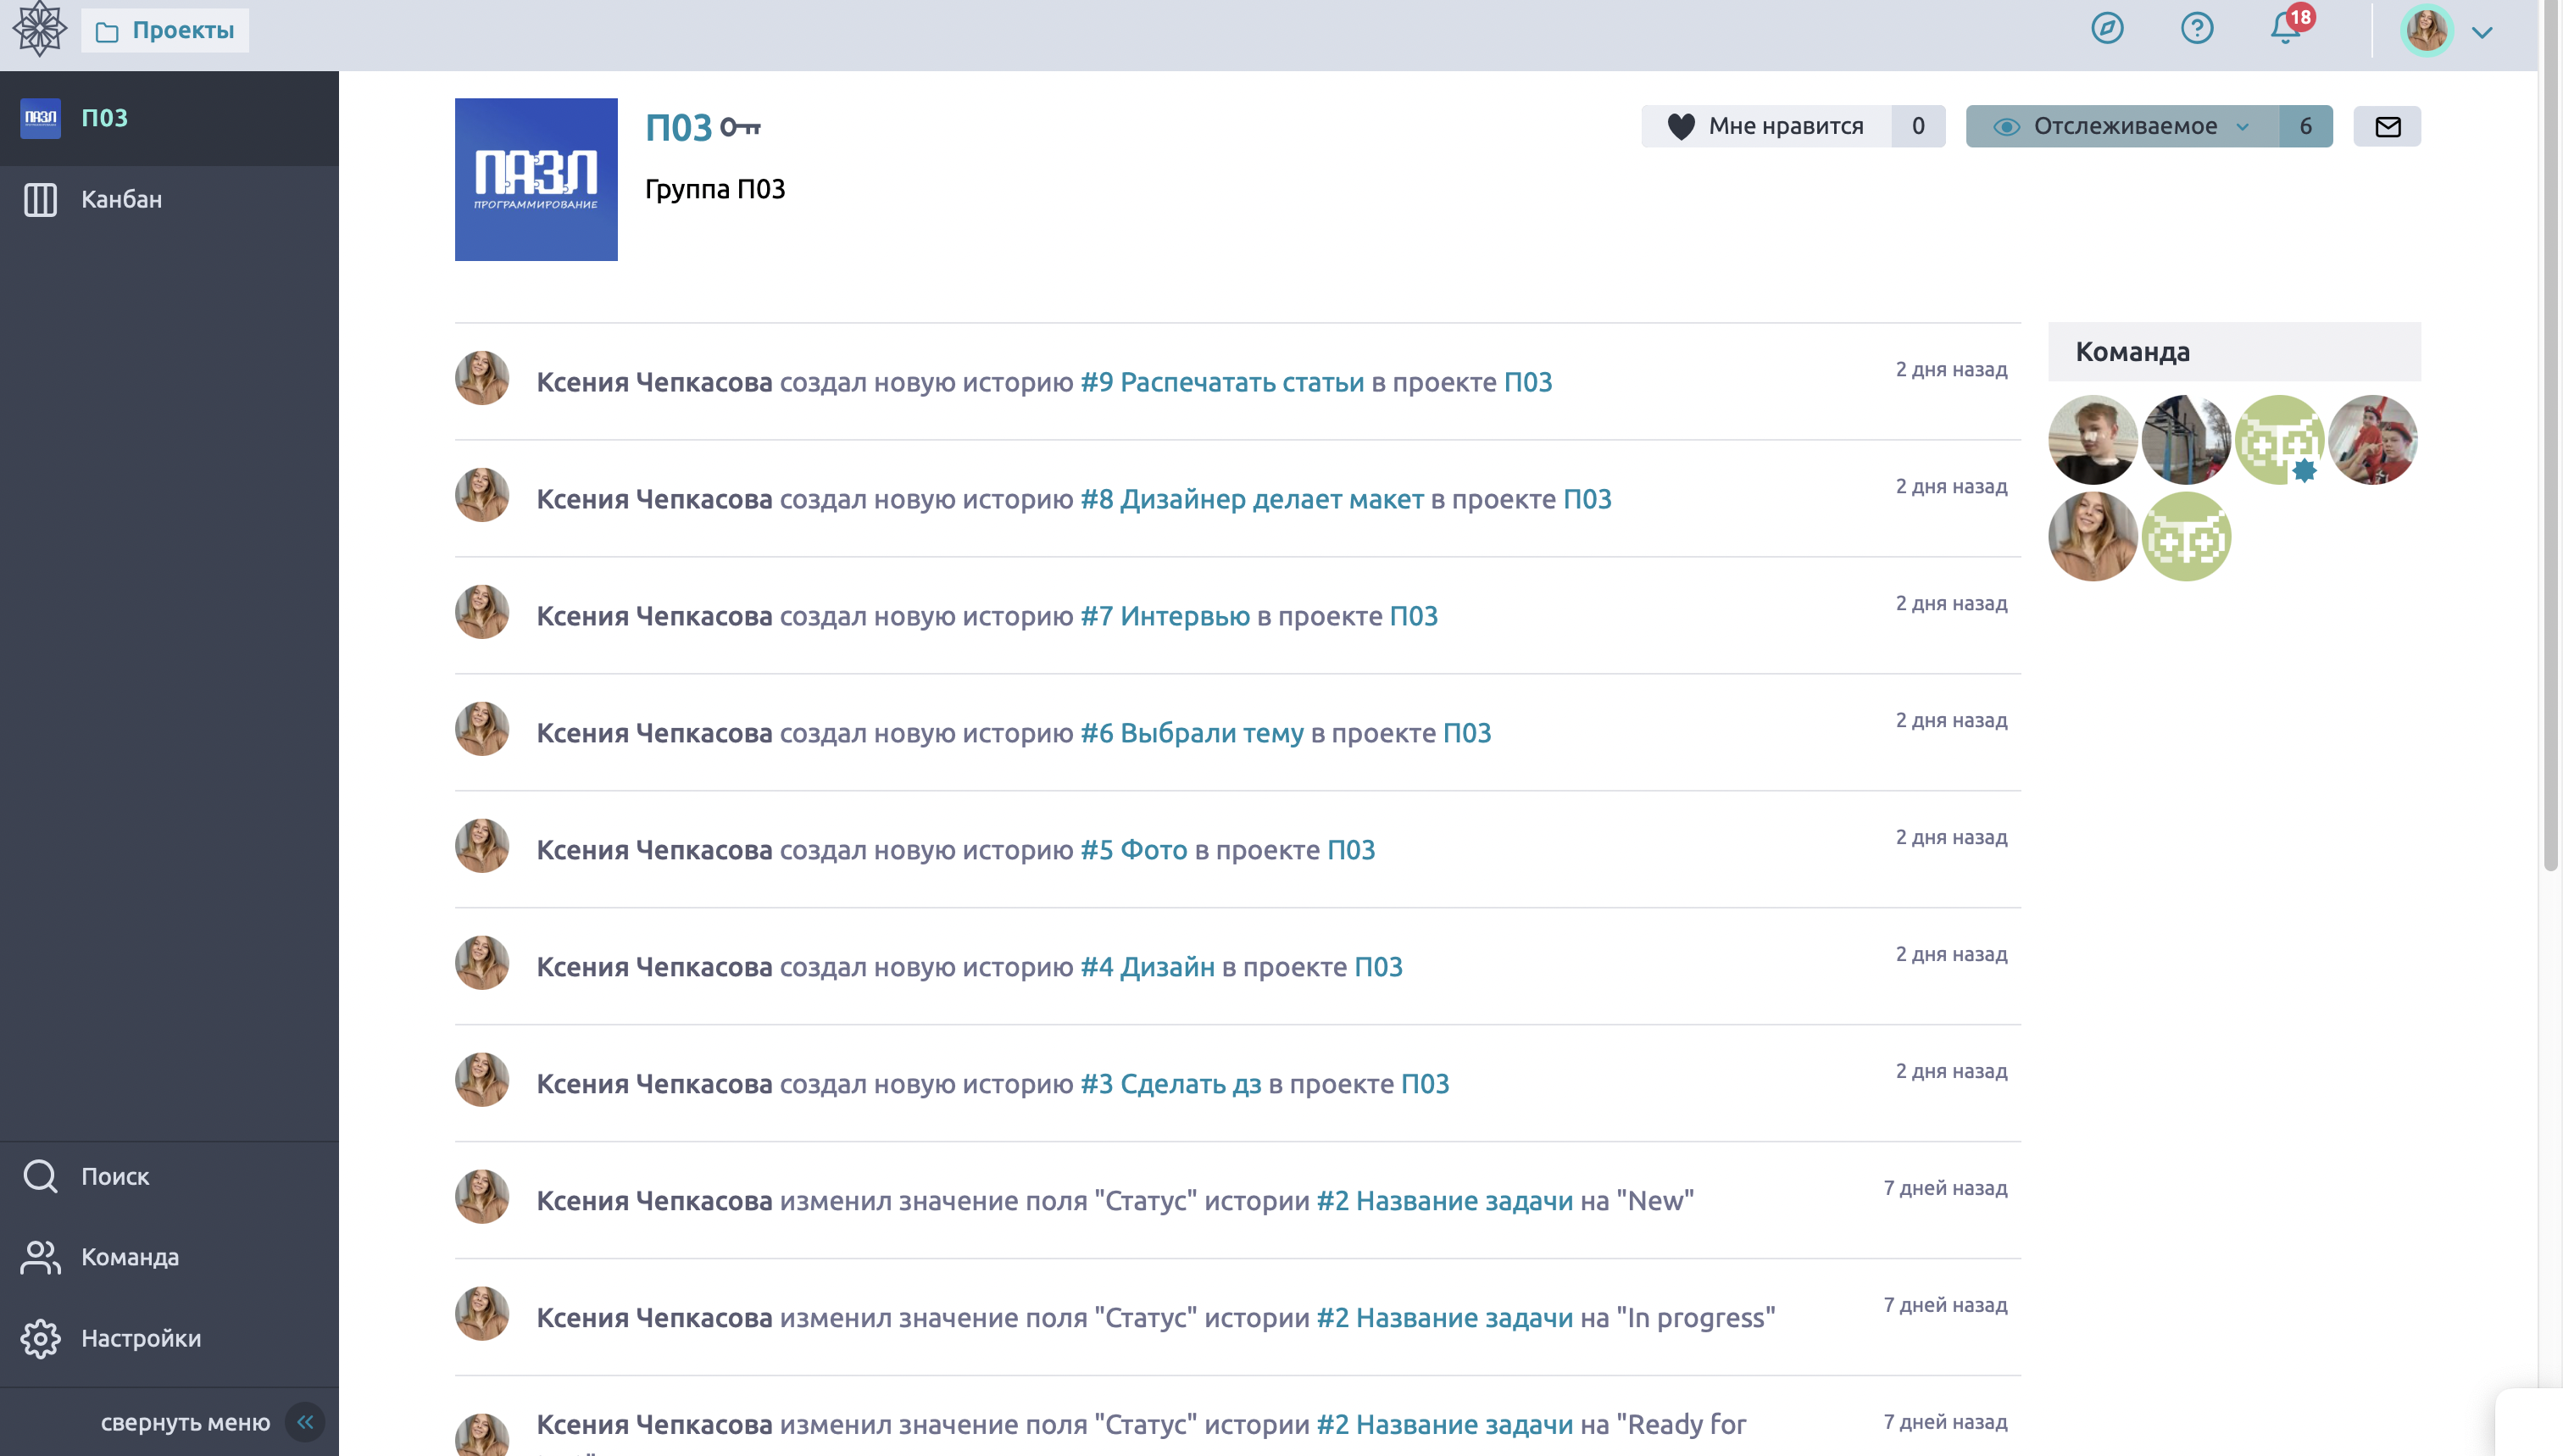 Проекты
18
ПАЗЛ
П03
Канбан
ПАЗЛ
ПРОГРАММИРОВАНИЕ
П03
Группа П03
Мне нравится 0
Отслеживаемое 6
Ксения Чепкасова создал новую историю #9 Распечатать статьи в проекте П03
2 дня назад
Ксения Чепкасова создал новую историю #8 Дизайнер делает макет в проекте П03
2 дня назад
Ксения Чепкасова создал новую историю #7 Интервью в проекте П03
2 дня назад
Ксения Чепкасова создал новую историю #6 Выбрали тему в проекте П03
2 дня назад
Ксения Чепкасова создал новую историю #5 Фото в проекте П03
2 дня назад
Ксения Чепкасова создал новую историю #4 Дизайн в проекте П03
2 дня назад
Ксения Чепкасова создал новую историю #3 Сделать дз в проекте П03
2 дня назад
Ксения Чепкасова изменил значение поля "Статус" истории #2 Название задачи на "New"
7 дней назад
Ксения Чепкасова изменил значение поля "Статус" истории #2 Название задачи на "In progress"
7 дней назад
Ксения Чепкасова изменил значение поля "Статус" истории #2 Название задачи на "Ready for
7 дней назад
Команда
Поиск
Команда
Настройки
свернуть меню